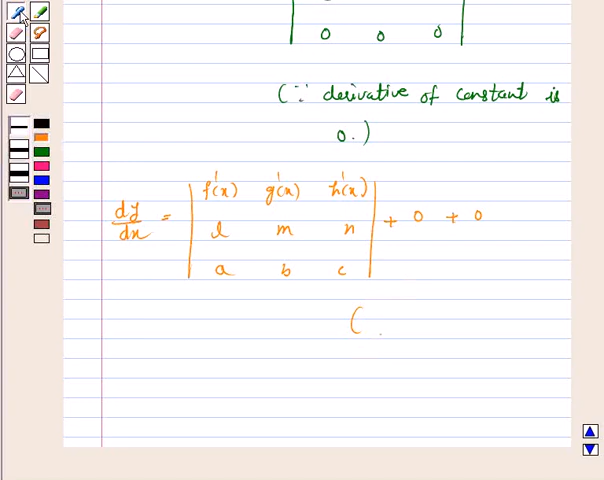 0 0 0
(∵ derivative of constant is
0.)
dy/dx = | f'(x) g'(x) h'(x) | + 0 + 0
l m n
a b c
(